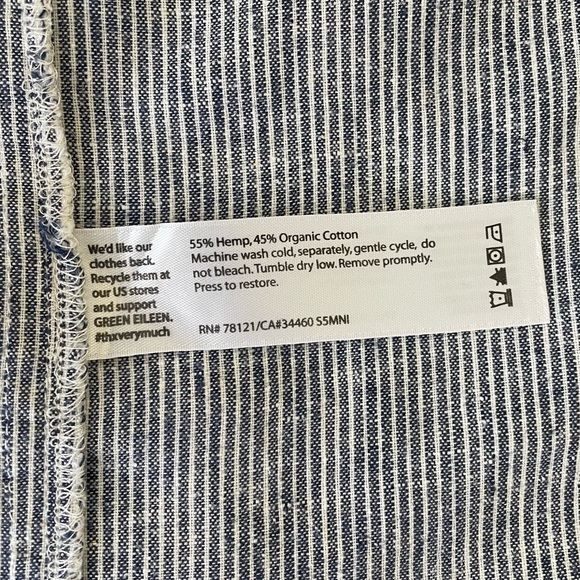 We'd like our
clothes back.
Recycle them at
our US stores
and support
GREEN EILEEN.
#thxverymuch
55% Hemp, 45% Organic Cotton
Machine wash cold, separately, gentle cycle, do
not bleach. Tumble dry low. Remove promptly.
Press to restore.
RN# 78121/CA#34460 S5MNI